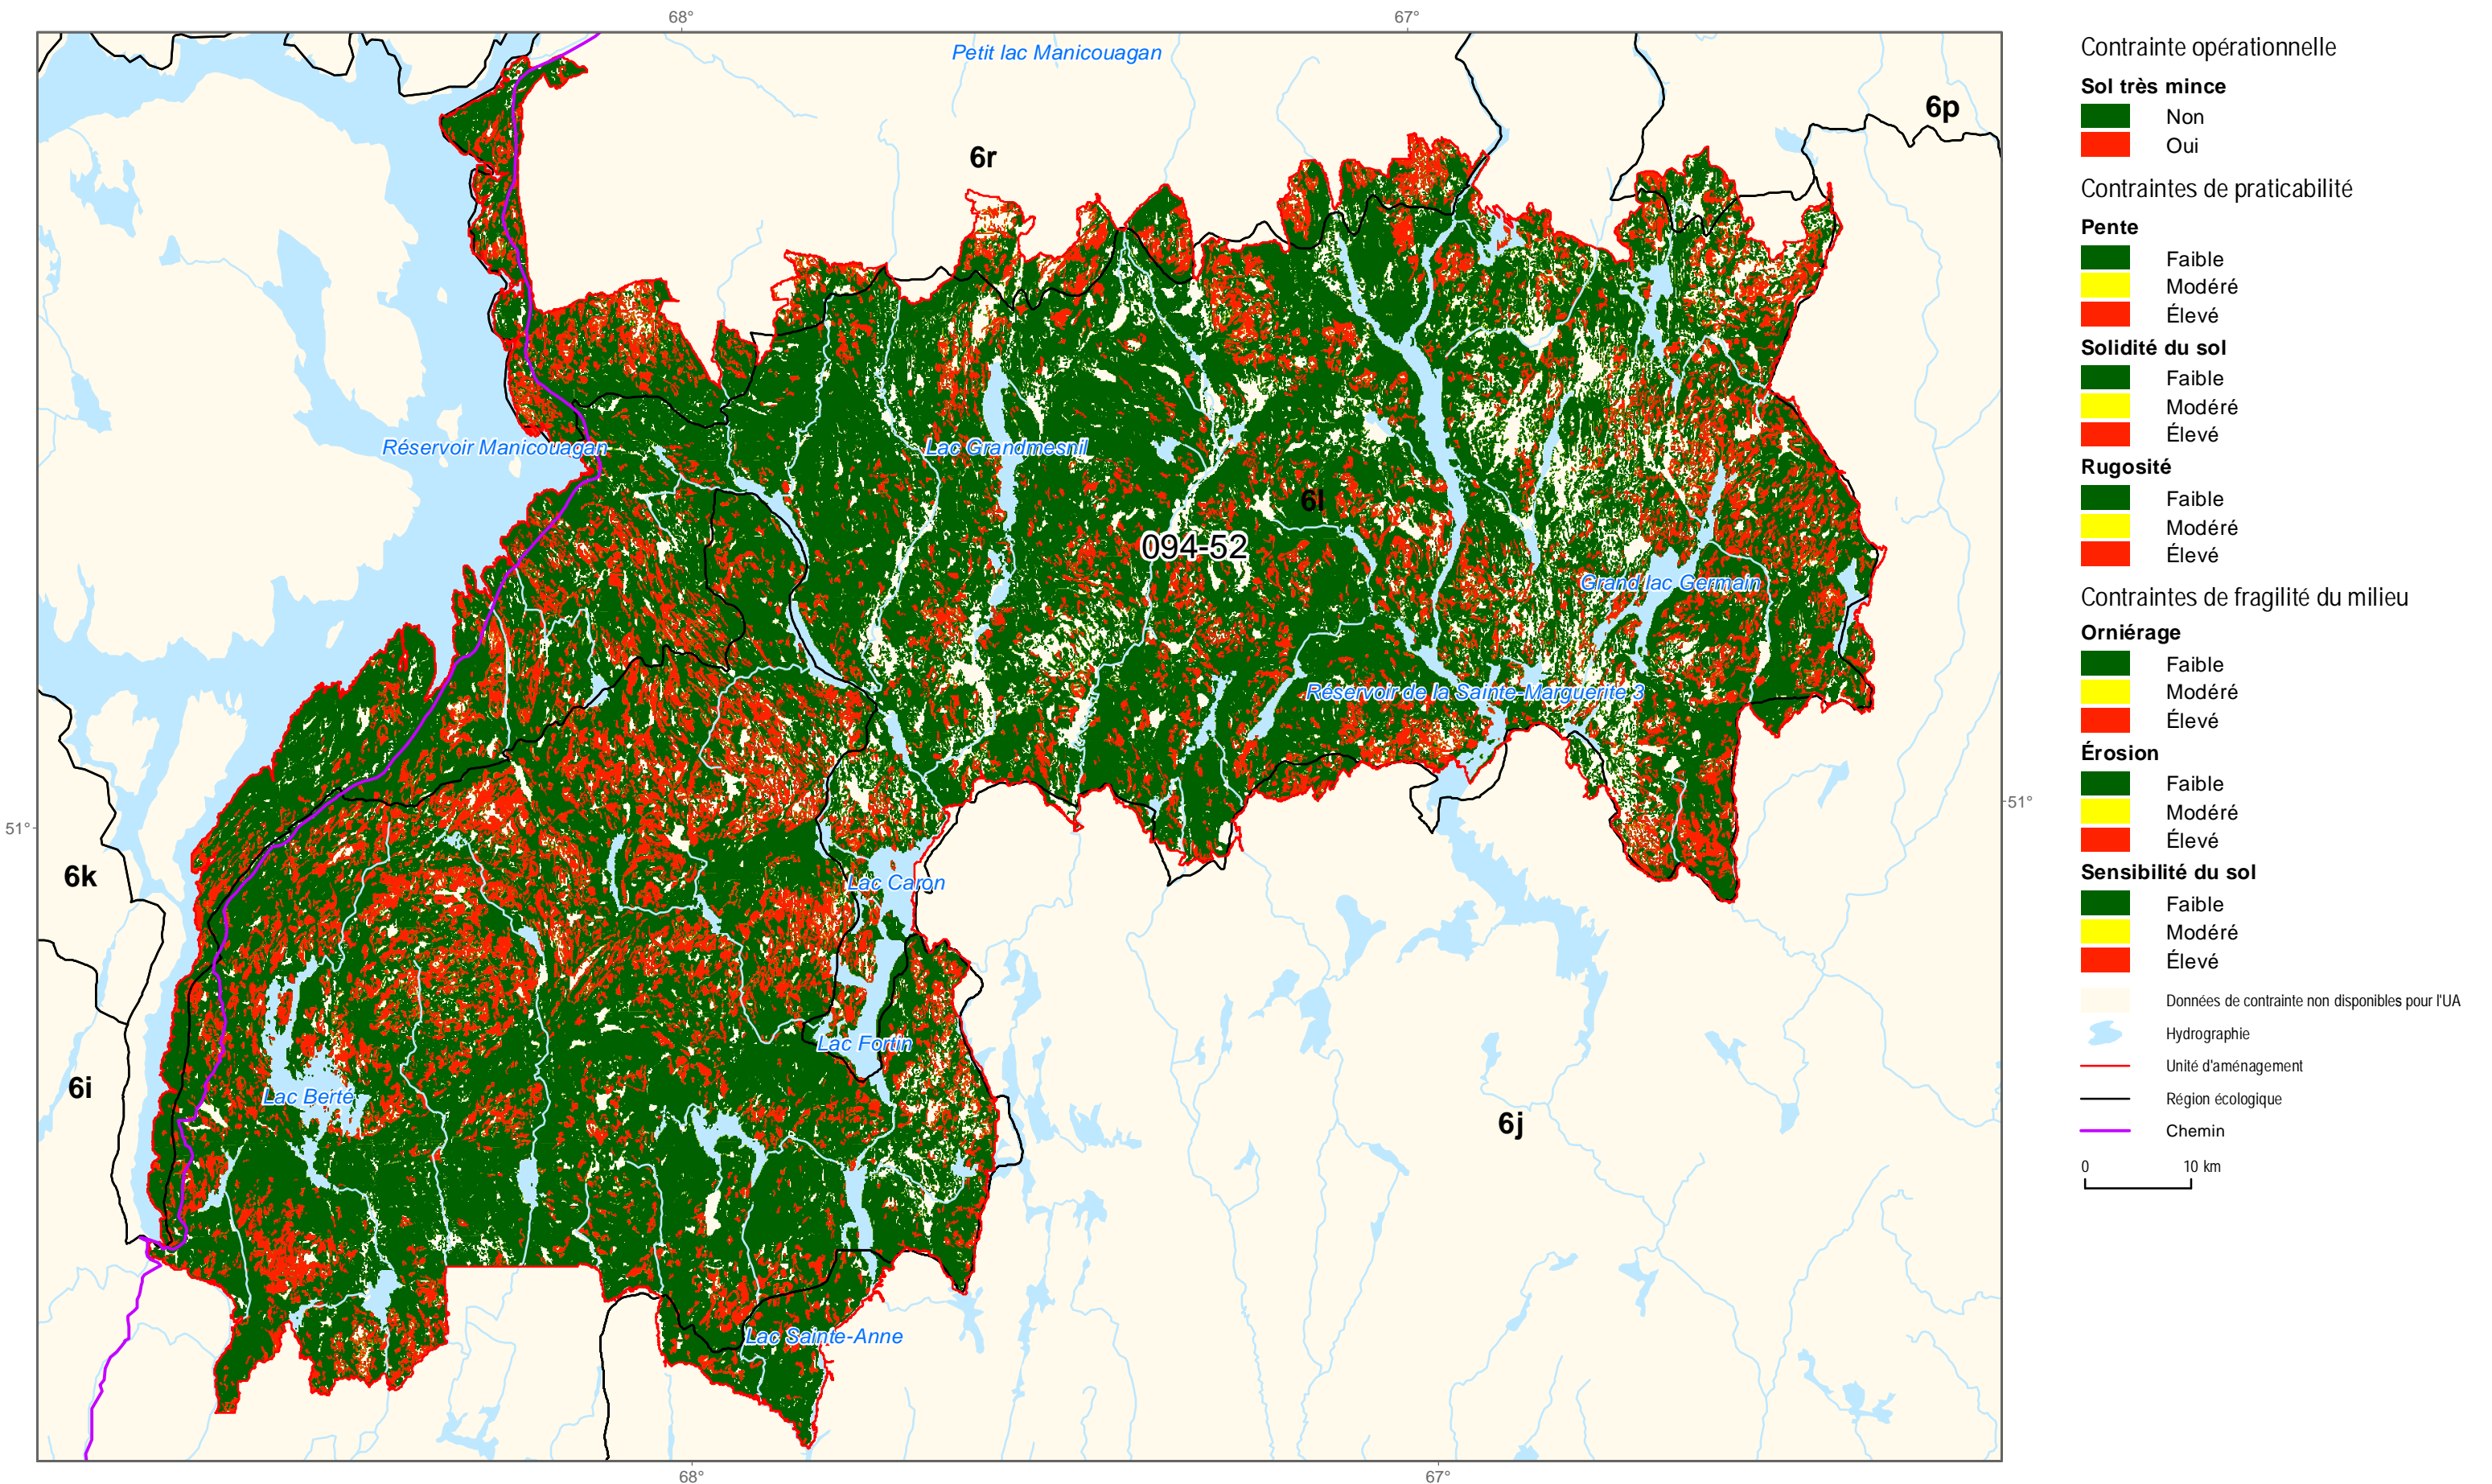 68°
67°
Petit lac Manicouagan
6p
6r
Réservoir Manicouagan
Lac Grandmesnil
6l
094-52
Grand lac Germain
Réservoir de la Sainte-Marguerite 3
51°
51°
6k
Lac Caron
Lac Fortin
6i
Lac Berté
6j
Lac Sainte-Anne
68°
67°
Contrainte opérationnelle
Sol très mince
Non
Oui
Contraintes de praticabilité
Pente
Faible
Modéré
Élevé
Solidité du sol
Faible
Modéré
Élevé
Rugosité
Faible
Modéré
Élevé
Contraintes de fragilité du milieu
Orniérage
Faible
Modéré
Élevé
Érosion
Faible
Modéré
Élevé
Sensibilité du sol
Faible
Modéré
Élevé
Données de contrainte non disponibles pour l'UA
Hydrographie
Unité d'aménagement
Région écologique
Chemin
0 10 km